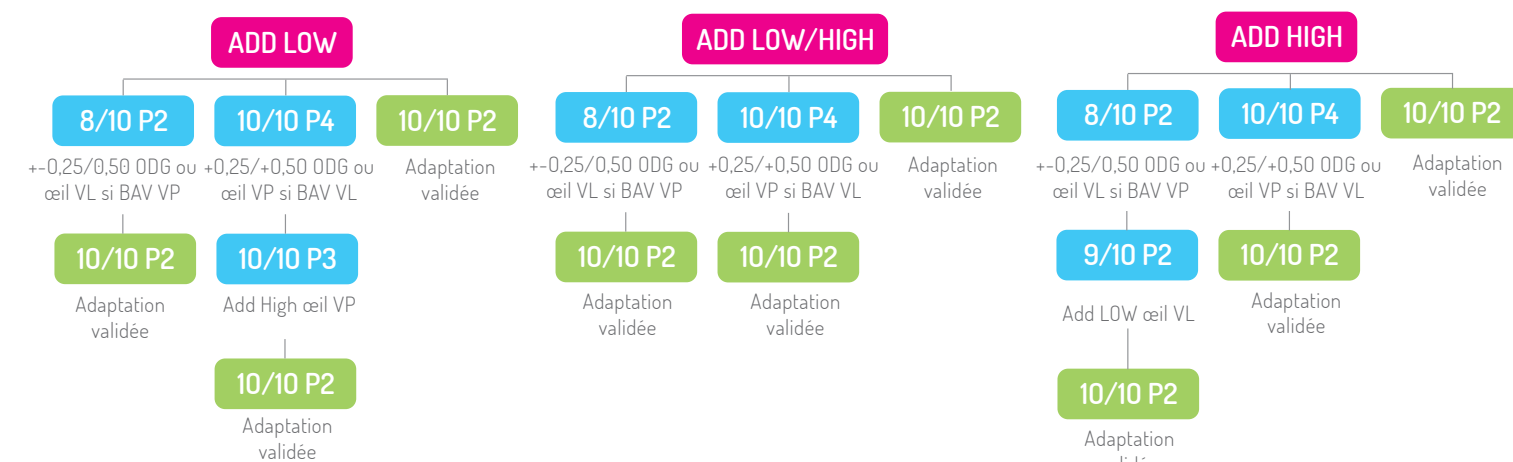 ADD LOW
8/10 P2
10/10 P4
10/10 P2
+-0,25/0,50 ODG ou
œil VL si BAV VP
+0,25/+0,50 ODG ou
œil VP si BAV VL
Adaptation
validée
10/10 P2
10/10 P3
Adaptation
validée
Add High œil VP
10/10 P2
Adaptation
validée
ADD LOW/HIGH
8/10 P2
10/10 P4
10/10 P2
+-0,25/0,50 ODG ou
œil VL si BAV VP
+0,25/+0,50 ODG ou
œil VP si BAV VL
Adaptation
validée
10/10 P2
10/10 P2
Adaptation
validée
Adaptation
validée
ADD HIGH
8/10 P2
10/10 P4
10/10 P2
+-0,25/0,50 ODG ou
œil VL si BAV VP
+0,25/+0,50 ODG ou
œil VP si BAV VL
Adaptation
validée
9/10 P2
10/10 P2
Add LOW œil VL
Adaptation
validée
10/10 P2
Adaptation